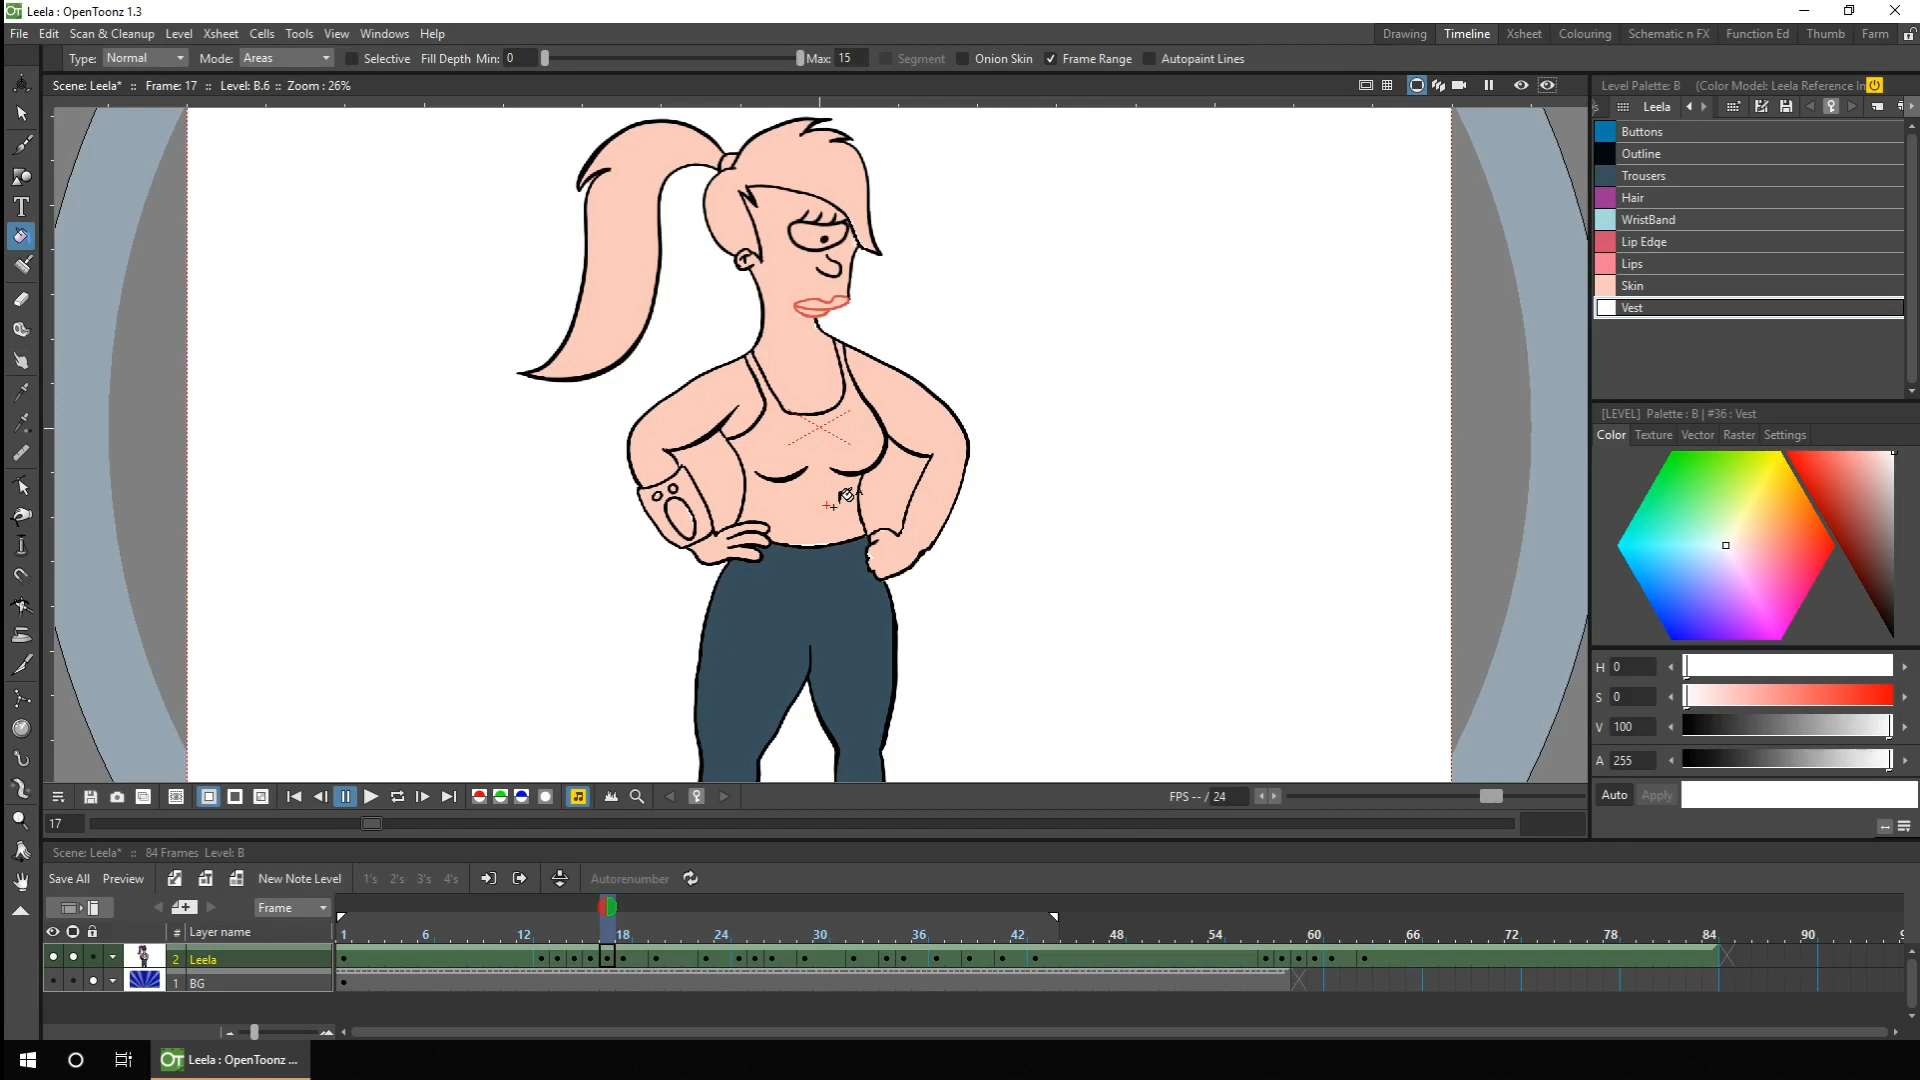 Leela : OpenToonz 1.3
File Edit Scan & Cleanup Level Xsheet Cells Tools Play View Windows Help
Drawing Timeline Xsheet Colouring Schematic n FX Function Ed Thumb Farm
Type: Normal Mode: Areas Selective Fill Depth Min: 0 Max: 15 Segment Onion Skin Frame Range Autopaint Lines
Scene: Leela* :: Frame: 17 :: Level: B.6 :: Zoom : 26%
Level Palette: B (Color Model: Leela Reference In
Leela
Buttons
Outline
Trousers
Hair
WristBand
Lip Edge
Lips
Skin
Vest
[LEVEL] Palette : B | #36 : Vest
Color Texture Vector Raster Settings
H 0
S 0
V 100
A 255
Auto Apply
FPS -- / 24
17
Scene: Leela* :: 84 Frames Level: B
Save All Preview New Note Level 1's 2's 3's 4's Autorenumber
Frame
# Layer name
1 6 12 18 24 30 36 42 48 54 60 66 72 78 84 90
2 Leela
1 BG
Leela : OpenToonz ...